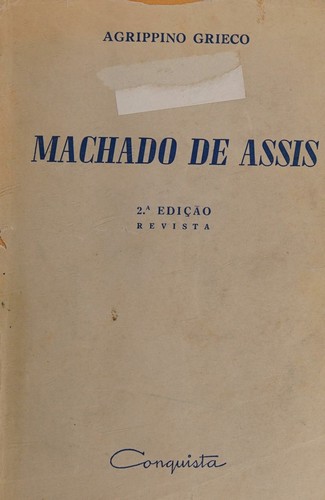 AGRIPPINO GRIECO
MACHADO DE ASSIS
2.ª EDIÇÃO
REVISTA
Conquista